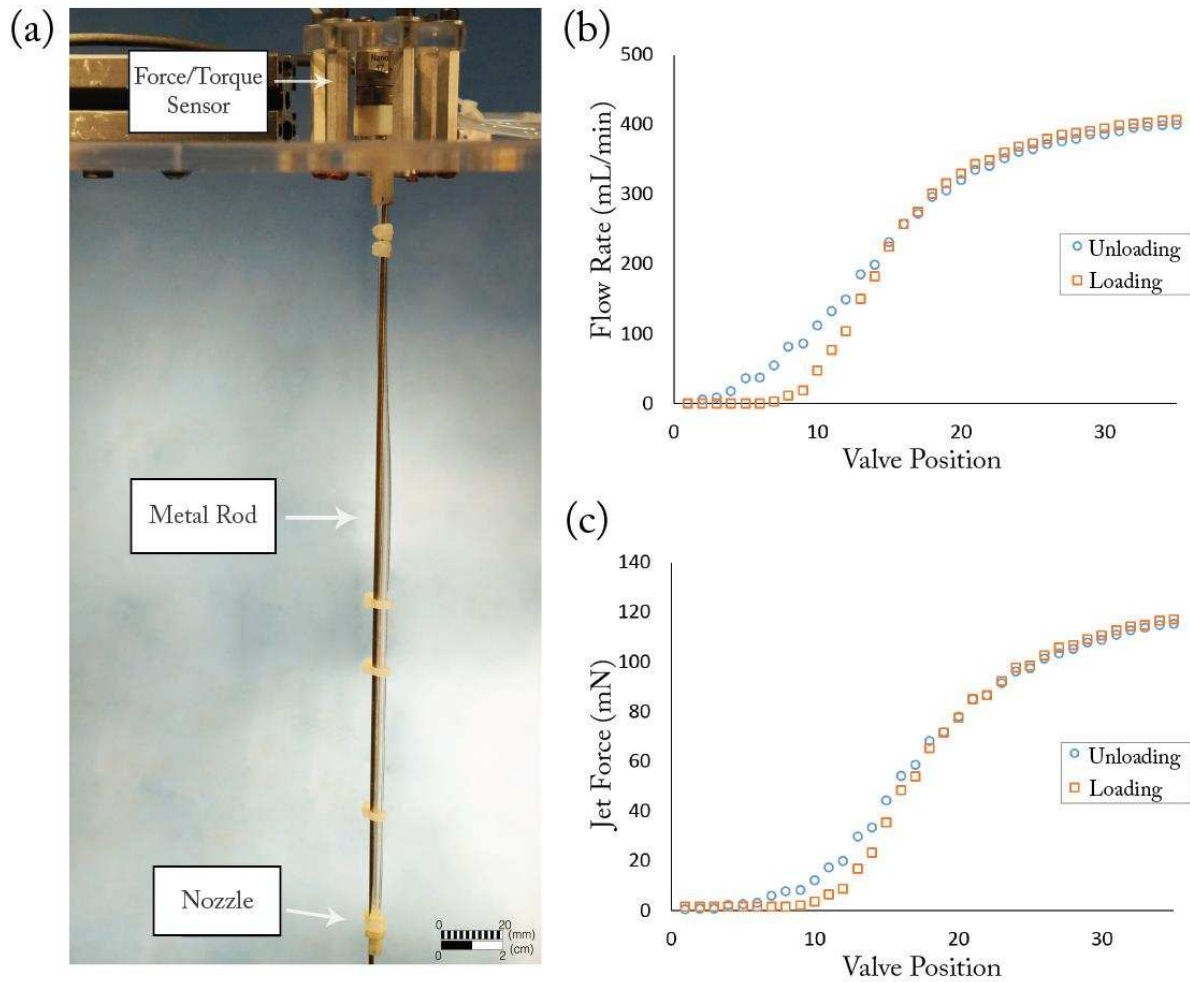 (a)
Force/Torque
Sensor
Nano
Metal Rod
Nozzle
0 20
(mm)
(cm)
0 2
(b)
500
400
300
200
100
0
Flow Rate (mL/min)
Unloading
Loading
0 10 20 30
Valve Position
(c)
140
120
100
80
60
40
20
0
Jet Force (mN)
Unloading
Loading
0 10 20 30
Valve Position